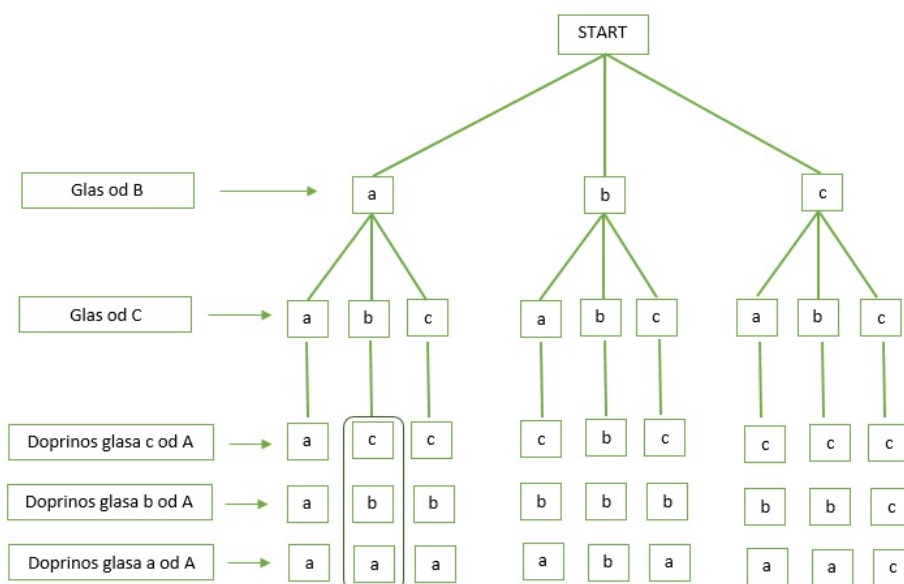 START
Glas od B
a
b
c
Glas od C
a b c a b c a b c
Doprinos glasa c od A
a c c c b c c c c
Doprinos glasa b od A
a b b b b b b b c
Doprinos glasa a od A
a a a a b a a a c